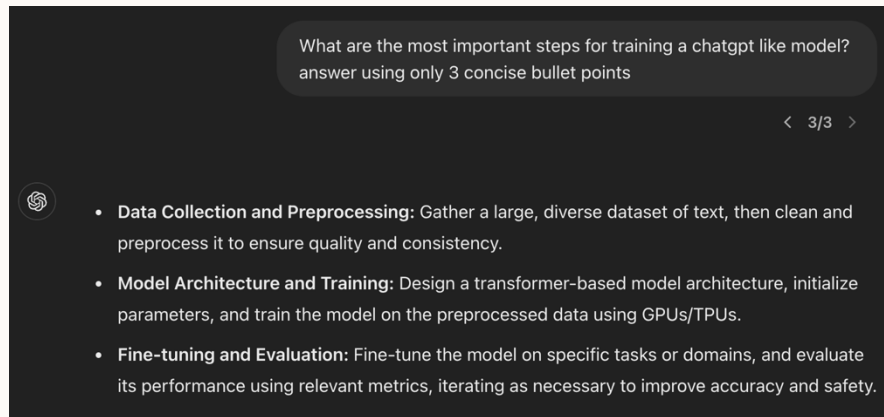 What are the most important steps for training a chatgpt like model?
answer using only 3 concise bullet points
< 3/3 >
• Data Collection and Preprocessing: Gather a large, diverse dataset of text, then clean and
preprocess it to ensure quality and consistency.
• Model Architecture and Training: Design a transformer-based model architecture, initialize
parameters, and train the model on the preprocessed data using GPUs/TPUs.
• Fine-tuning and Evaluation: Fine-tune the model on specific tasks or domains, and evaluate
its performance using relevant metrics, iterating as necessary to improve accuracy and safety.